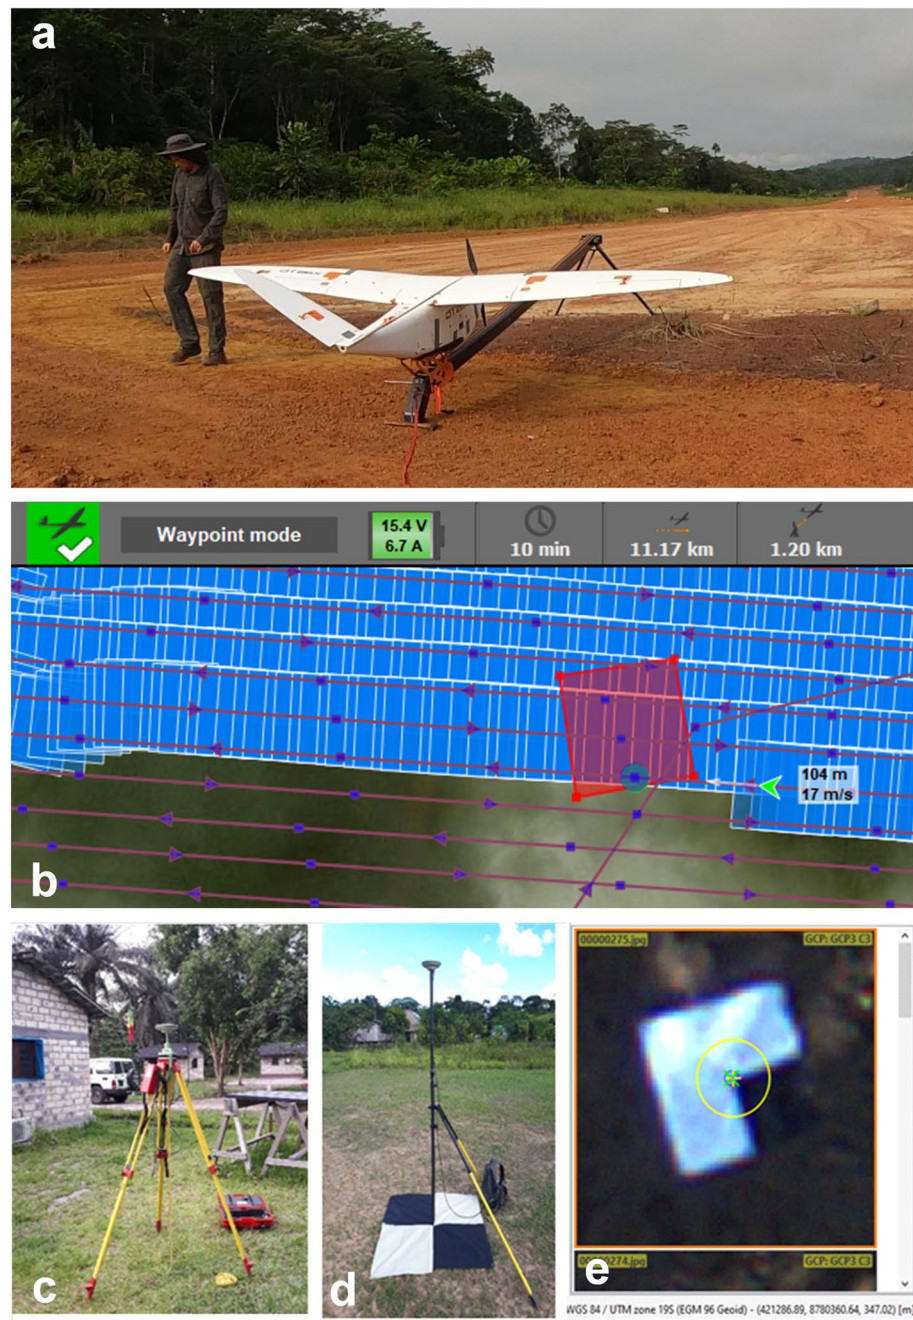 a
Waypoint mode
15.4 V
6.7 A
10 min
11.17 km
1.20 km
104 m
17 m/s
b
c
d
00000275.jpg
GCP: GCP3 C3
00000274.jpg
GCP: GCP3 C3
e
WGS 84 / UTM zone 19S (EGM 96 Geoid) - (421286.89, 8780360.64, 347.02) [m]